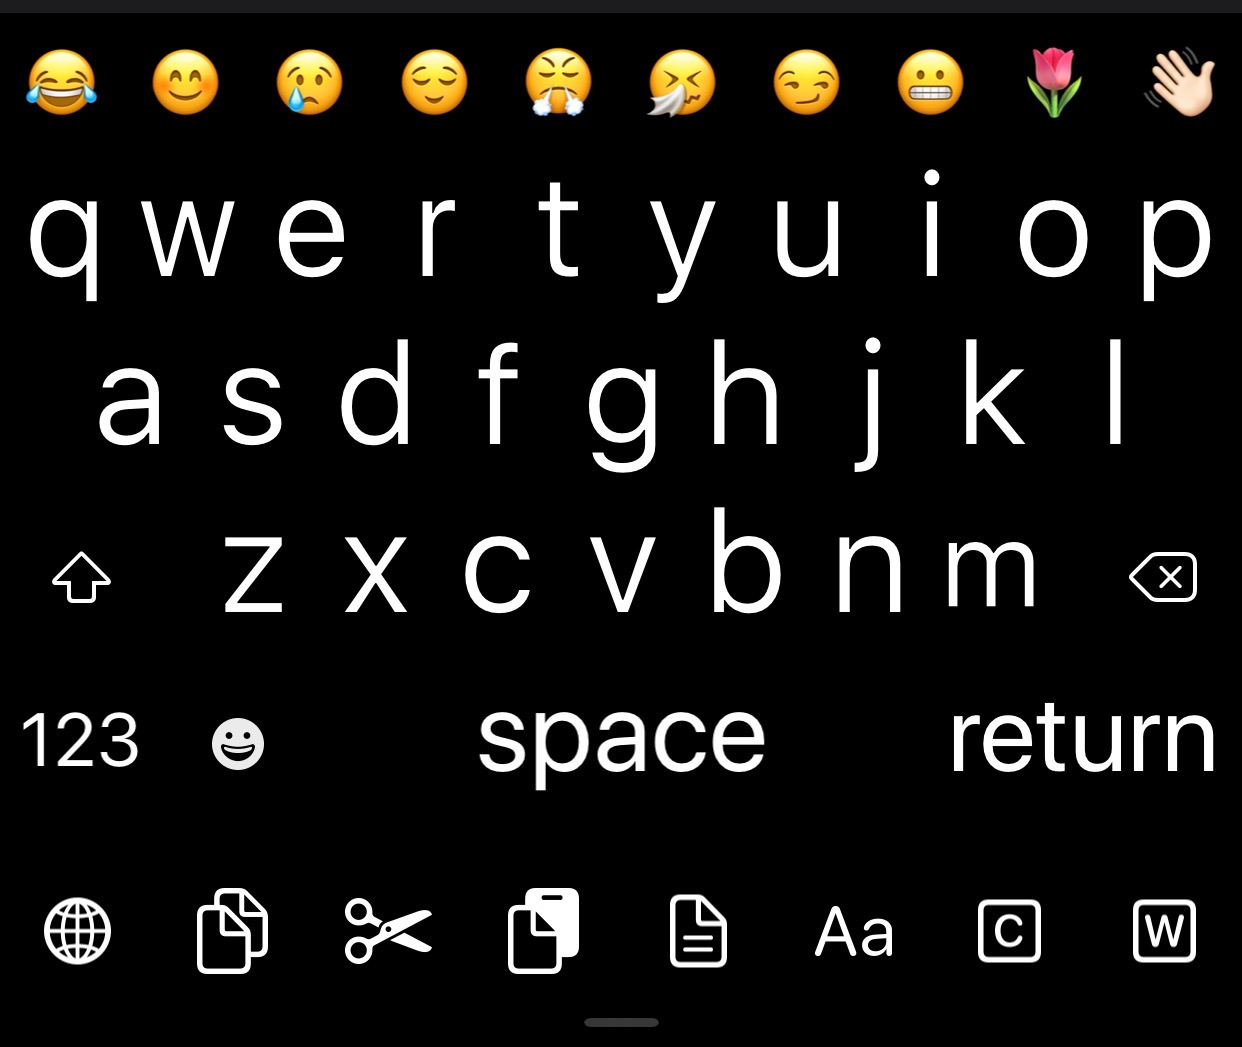 q w e r t y u i o p
a s d f g h j k l
z x c v b n m
123 space return
Aa C W